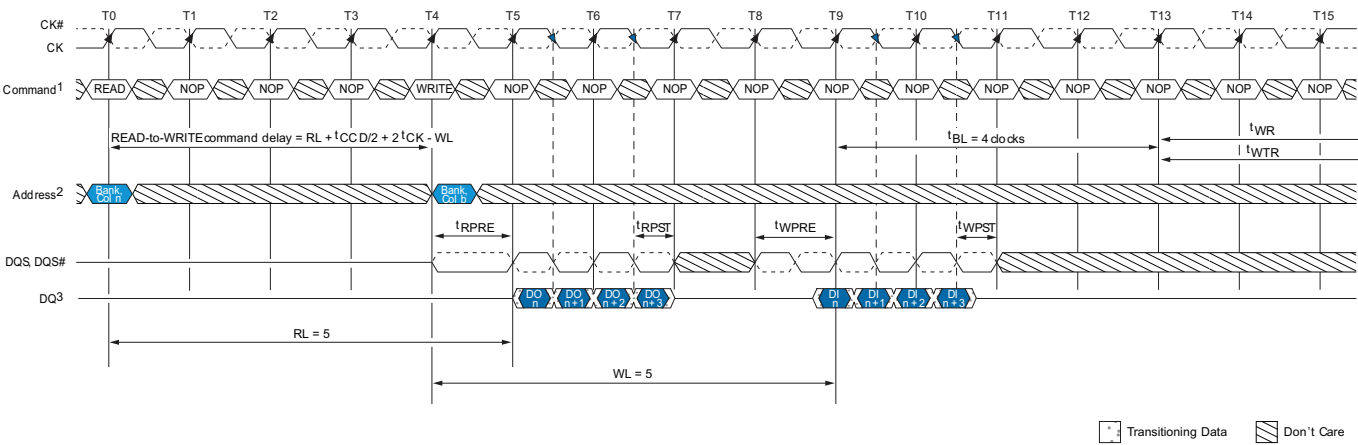 T0 T1 T2 T3 T4 T5 T6 T7 T8 T9 T10 T11 T12 T13 T14 T15
CK#
CK
Command1 READ NOP NOP NOP WRITE NOP NOP NOP NOP NOP NOP NOP NOP NOP NOP NOP
READ-to-WRITE command delay = RL + tCCD/2 + 2 tCK - WL
tBL = 4 clocks
tWR
tWTR
Address2
Bank,
Col n
Bank,
Col b
tRPRE tRPST tWPRE tWPST
DQS, DQS#
DQ3
DO
n
DO
n+1
DO
n+2
DO
n+3
DI
n
DI
n+1
DI
n+2
DI
n+3
RL = 5
WL = 5
Transitioning Data Don't Care